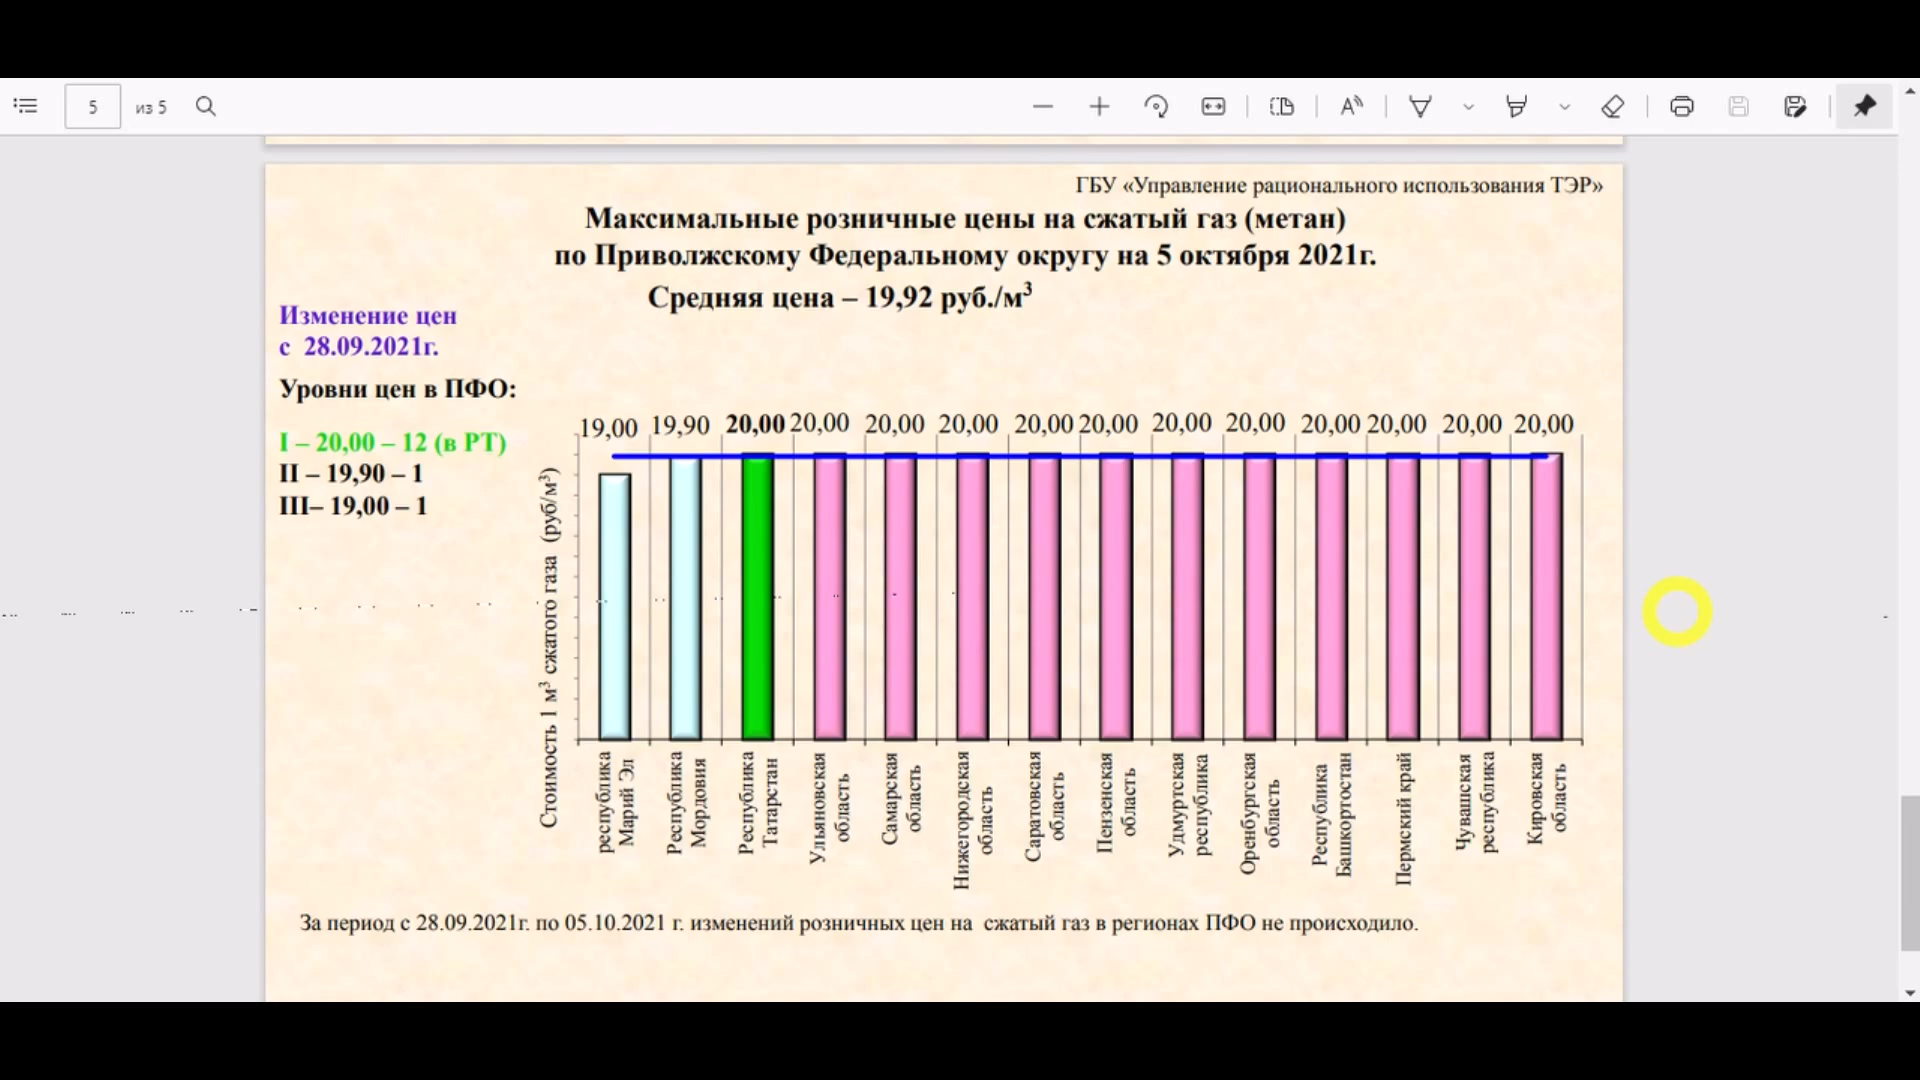 5 из 5
ГБУ «Управление рационального использования ТЭР»
Максимальные розничные цены на сжатый газ (метан)
по Приволжскому Федеральному округу на 5 октября 2021г.
Средняя цена – 19,92 руб./м³
Изменение цен
с 28.09.2021г.
Уровни цен в ПФО:
I – 20,00 – 12 (в РТ)
II – 19,90 – 1
III– 19,00 – 1
Стоимость 1 м³ сжатого газа (руб/м³)
19,00 19,90 20,00 20,00 20,00 20,00 20,00 20,00 20,00 20,00 20,00 20,00 20,00 20,00
республика
Марий Эл
Республика
Мордовия
Республика
Татарстан
Ульяновская
область
Самарская
область
Нижегородская
область
Саратовская
область
Пензенская
область
Удмуртская
республика
Оренбургская
область
Республика
Башкортостан
Пермский край
Чувашская
республика
Кировская
область
За период с 28.09.2021г. по 05.10.2021 г. изменений розничных цен на сжатый газ в регионах ПФО не происходило.